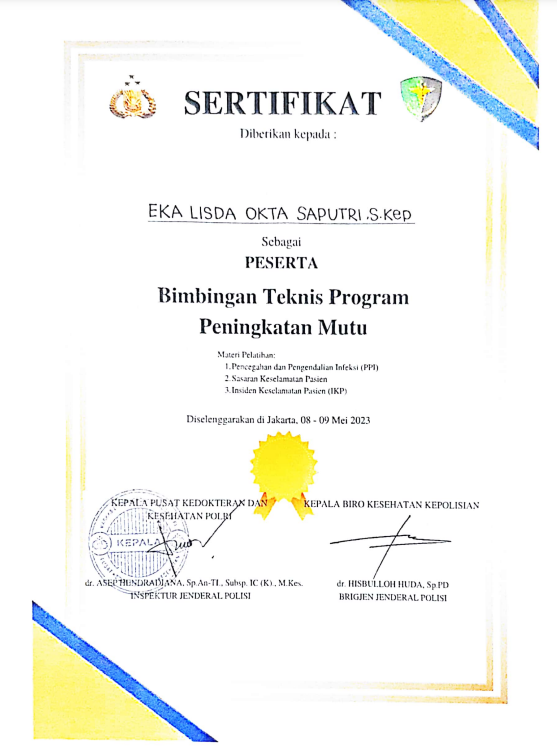 SERTIFIKAT
Diberikan kepada :
EKA LISDA OKTA SAPUTRI .S.Kep
Sebagai
PESERTA
Bimbingan Teknis Program
Peningkatan Mutu
Materi Pelatihan:
1. Pencegahan dan Pengendalian Infeksi (PPI)
2. Sasaran Keselamatan Pasien
3. Insiden Keselamatan Pasien (IKP)
Diselenggarakan di Jakarta, 08 - 09 Mei 2023
KEPALA PUSAT KEDOKTERAN DAN
KESEHATAN POLRI
KEPALA BIRO KESEHATAN KEPOLISIAN
KEPALA
dr. ASEP HENDRADIANA, Sp.An-TI., Subsp. IC (K)., M.Kes.
INSPEKTUR JENDERAL POLISI
dr. HISBULLOH HUDA, Sp.PD
BRIGJEN JENDERAL POLISI